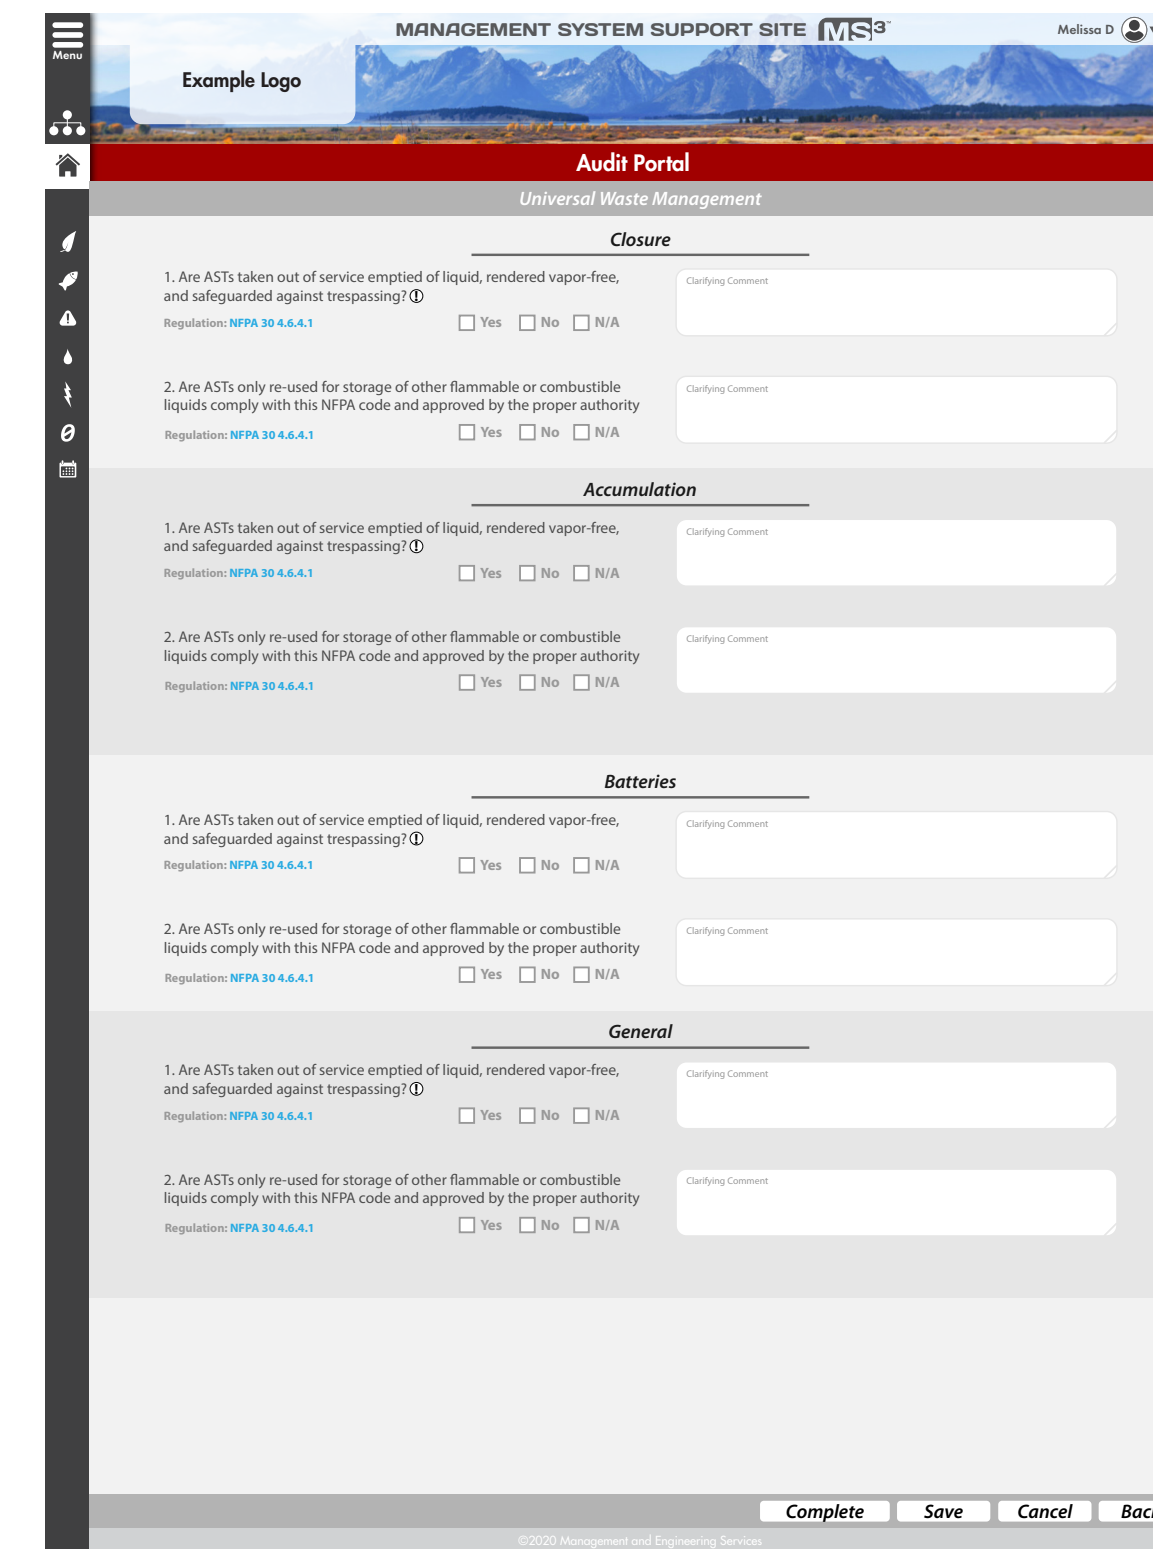 MANAGEMENT SYSTEM SUPPORT SITE MS3™
Melissa D
Menu
Example Logo
Audit Portal
Universal Waste Management
Closure
1. Are ASTs taken out of service emptied of liquid, rendered vapor-free,
and safeguarded against trespassing?
Clarifying Comment
Regulation: NFPA 30 4.6.4.1
Yes No N/A
2. Are ASTs only re-used for storage of other flammable or combustible
liquids comply with this NFPA code and approved by the proper authority
Clarifying Comment
Regulation: NFPA 30 4.6.4.1
Yes No N/A
Accumulation
1. Are ASTs taken out of service emptied of liquid, rendered vapor-free,
and safeguarded against trespassing?
Clarifying Comment
Regulation: NFPA 30 4.6.4.1
Yes No N/A
2. Are ASTs only re-used for storage of other flammable or combustible
liquids comply with this NFPA code and approved by the proper authority
Clarifying Comment
Regulation: NFPA 30 4.6.4.1
Yes No N/A
Batteries
1. Are ASTs taken out of service emptied of liquid, rendered vapor-free,
and safeguarded against trespassing?
Clarifying Comment
Regulation: NFPA 30 4.6.4.1
Yes No N/A
2. Are ASTs only re-used for storage of other flammable or combustible
liquids comply with this NFPA code and approved by the proper authority
Clarifying Comment
Regulation: NFPA 30 4.6.4.1
Yes No N/A
General
1. Are ASTs taken out of service emptied of liquid, rendered vapor-free,
and safeguarded against trespassing?
Clarifying Comment
Regulation: NFPA 30 4.6.4.1
Yes No N/A
2. Are ASTs only re-used for storage of other flammable or combustible
liquids comply with this NFPA code and approved by the proper authority
Clarifying Comment
Regulation: NFPA 30 4.6.4.1
Yes No N/A
Complete Save Cancel
©2020 Management and Engineering Services